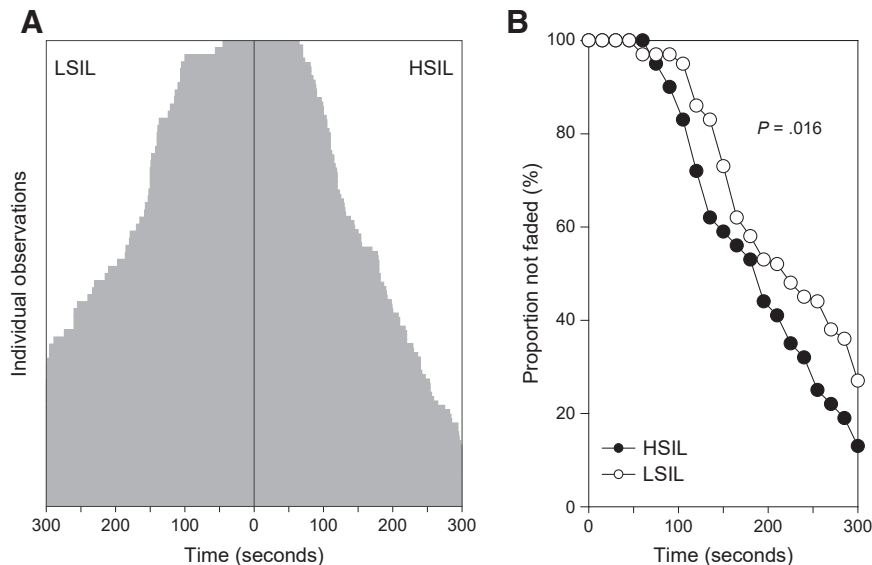 A
LSIL
HSIL
Individual observations
300 200 100 0 100 200 300
Time (seconds)
B
100
80
60
40
20
0
Proportion not faded (%)
P = .016
HSIL
LSIL
0 100 200 300
Time (seconds)